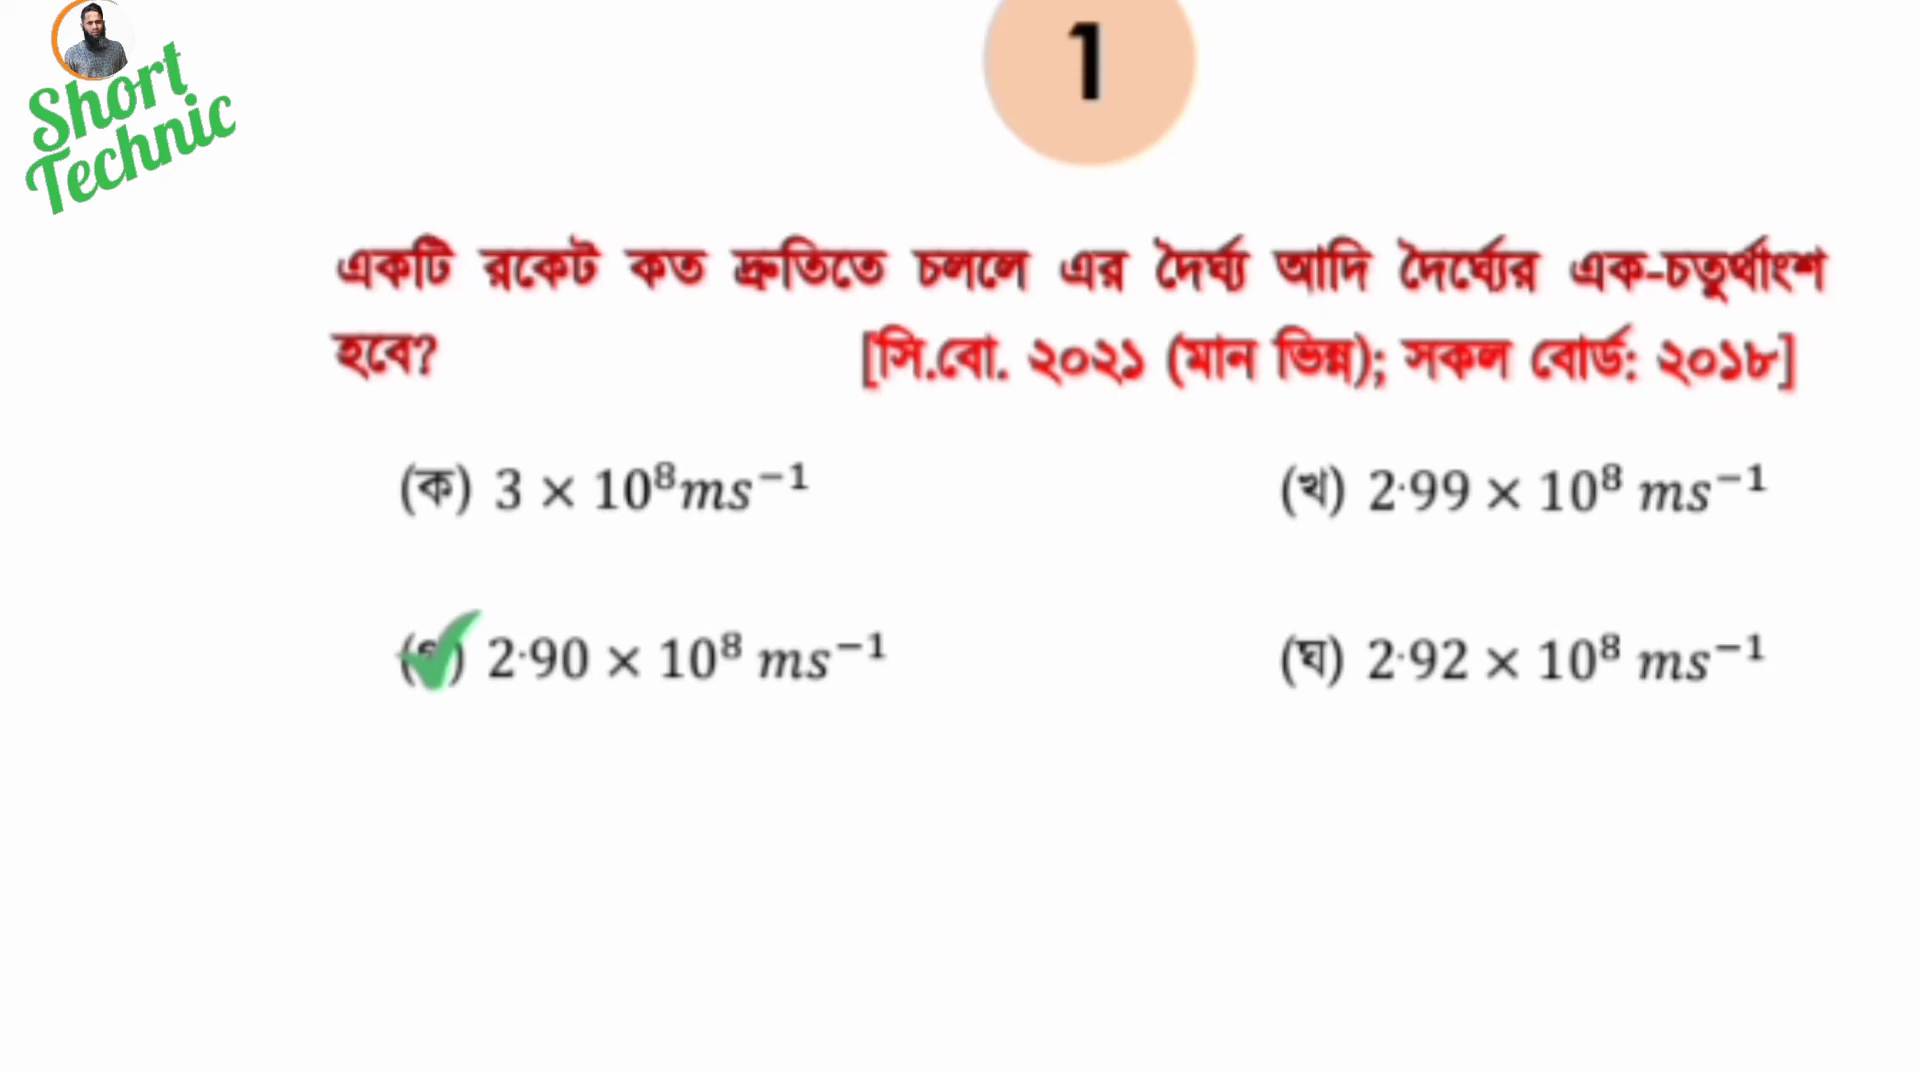 Short
Technic
1
একটি রকেট কত দ্রুতিতে চললে এর দৈর্ঘ্য আদি দৈর্ঘ্যের এক-চতুর্থাংশ
হবে? [সি.বো. ২০২১ (মান ভিন্ন); সকল বোর্ড: ২০১৮]
(ক) 3 × 10⁸ms⁻¹ (খ) 2·99 × 10⁸ ms⁻¹
(গ) 2·90 × 10⁸ ms⁻¹ (ঘ) 2·92 × 10⁸ ms⁻¹